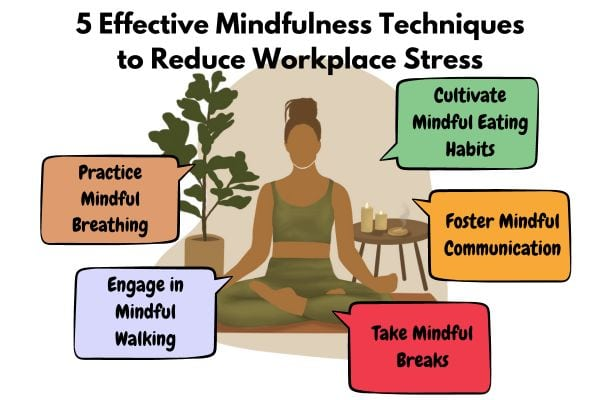 5 Effective Mindfulness Techniques
to Reduce Workplace Stress
Cultivate
Mindful Eating
Habits
Practice
Mindful
Breathing
Foster Mindful
Communication
Engage in
Mindful
Walking
Take Mindful
Breaks